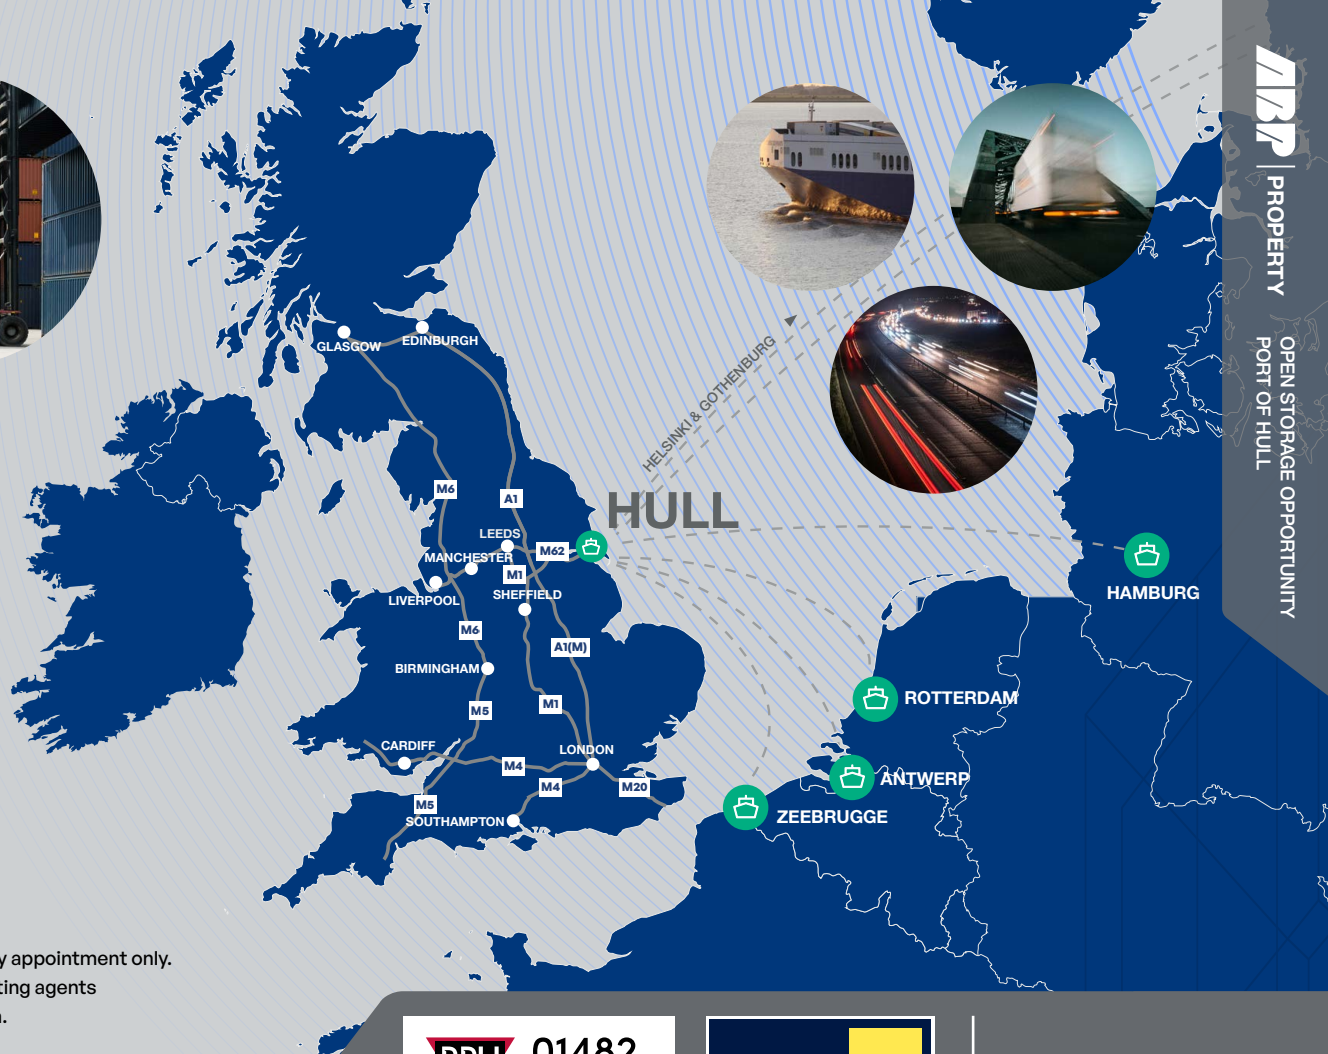 ABP
PROPERTY
OPEN STORAGE OPPORTUNITY
PORT OF HULL
GLASGOW
EDINBURGH
HELSINKI & GOTHENBURG
M6
A1
HULL
LEEDS
M62
MANCHESTER
M1
HAMBURG
LIVERPOOL
SHEFFIELD
M6
A1(M)
BIRMINGHAM
ROTTERDAM
M5
M1
CARDIFF
LONDON
M4
ANTWERP
M4
M20
M5
SOUTHAMPTON
ZEEBRUGGE
appointment only.
agents
01482